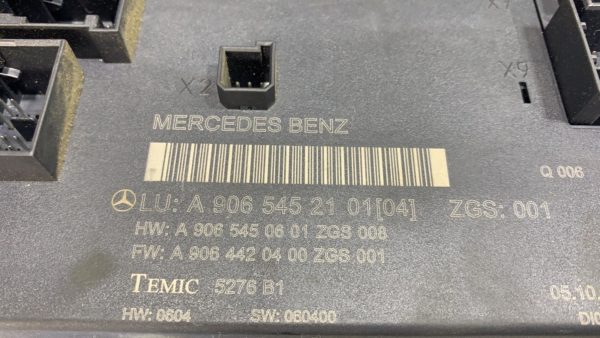 X2
X9
MERCEDES BENZ
Q 006
LU: A 906 545 21 01[04] ZGS: 001
HW: A 906 545 06 01 ZGS 008
FW: A 906 442 04 00 ZGS 001
TEMIC 5276 B1
05.10.
HW: 0604 SW: 060400